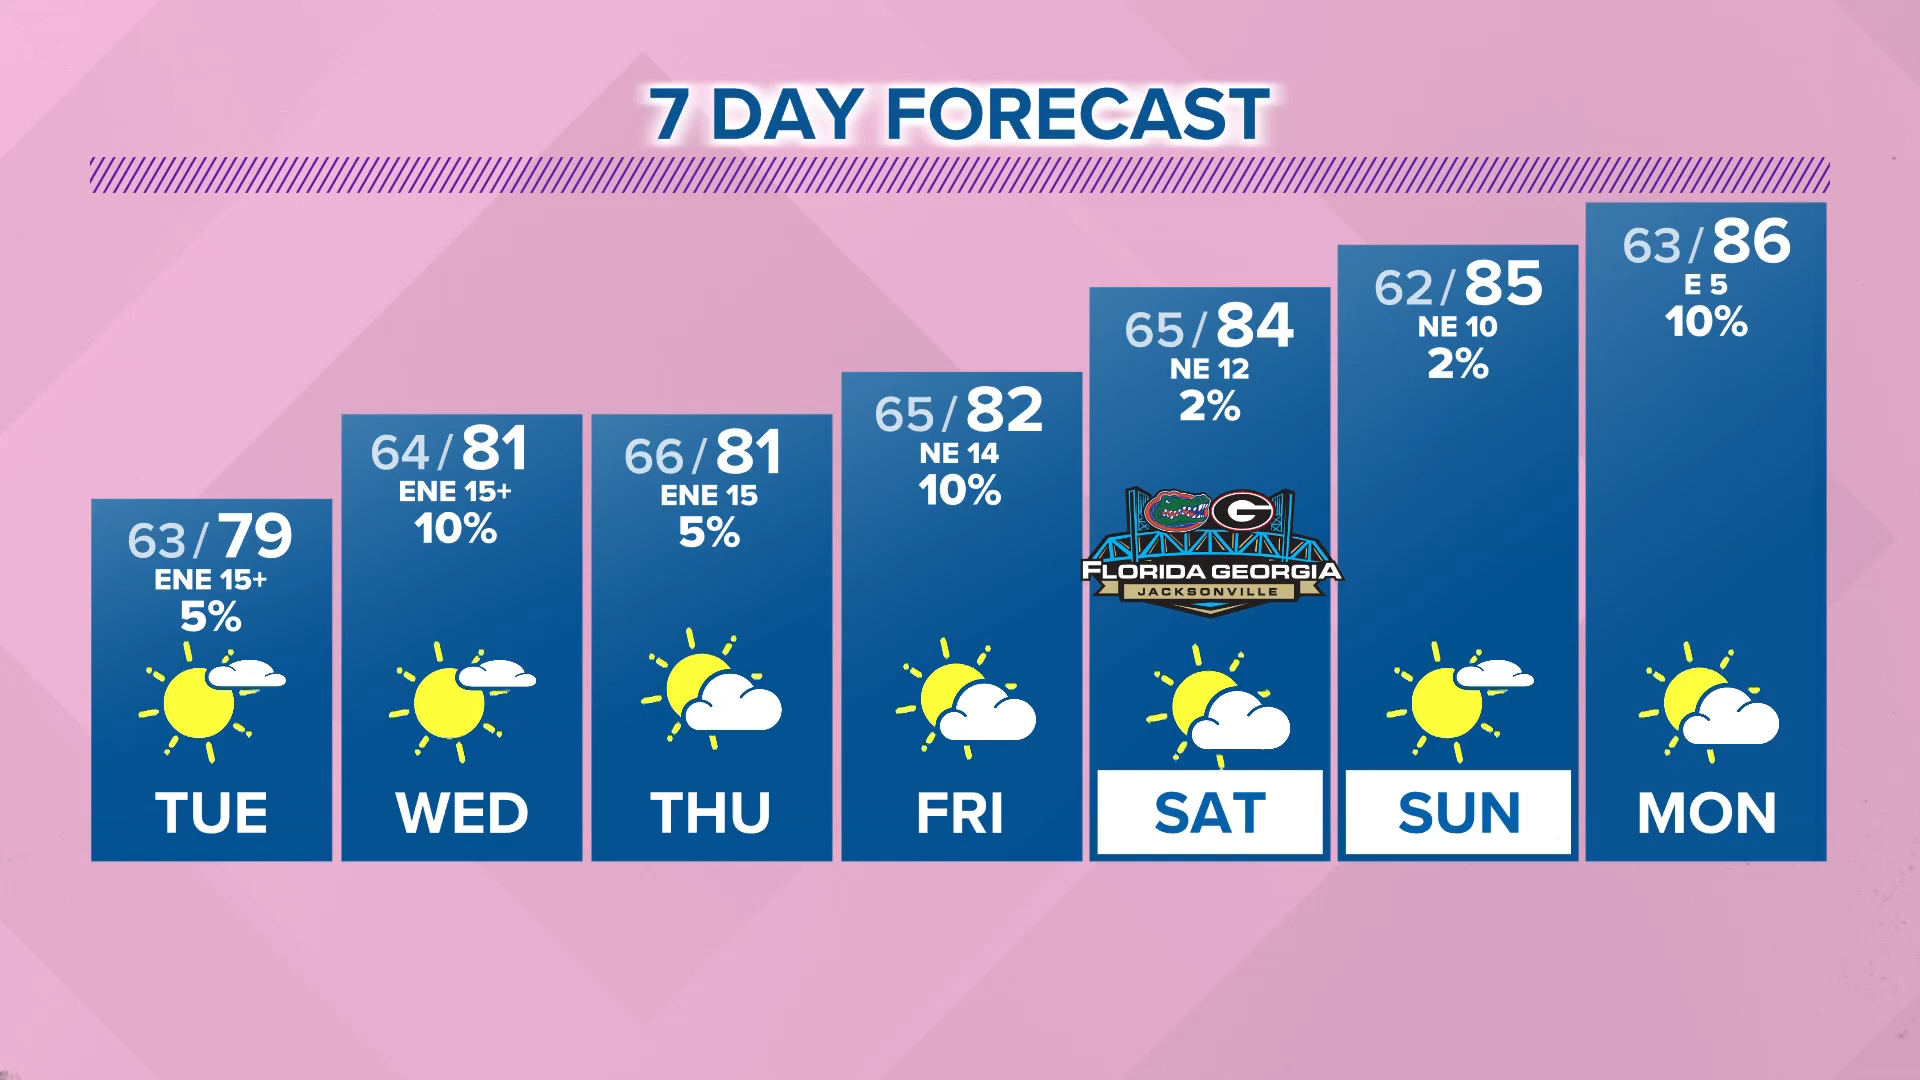 7 DAY FORECAST
63/79
ENE 15+
5%
TUE
64/81
ENE 15+
10%
WED
66/81
ENE 15
5%
THU
65/82
NE 14
10%
FRI
65/84
NE 12
2%
G
FLORIDA GEORGIA
JACKSONVILLE
SAT
62/85
NE 10
2%
SUN
63/86
E 5
10%
MON